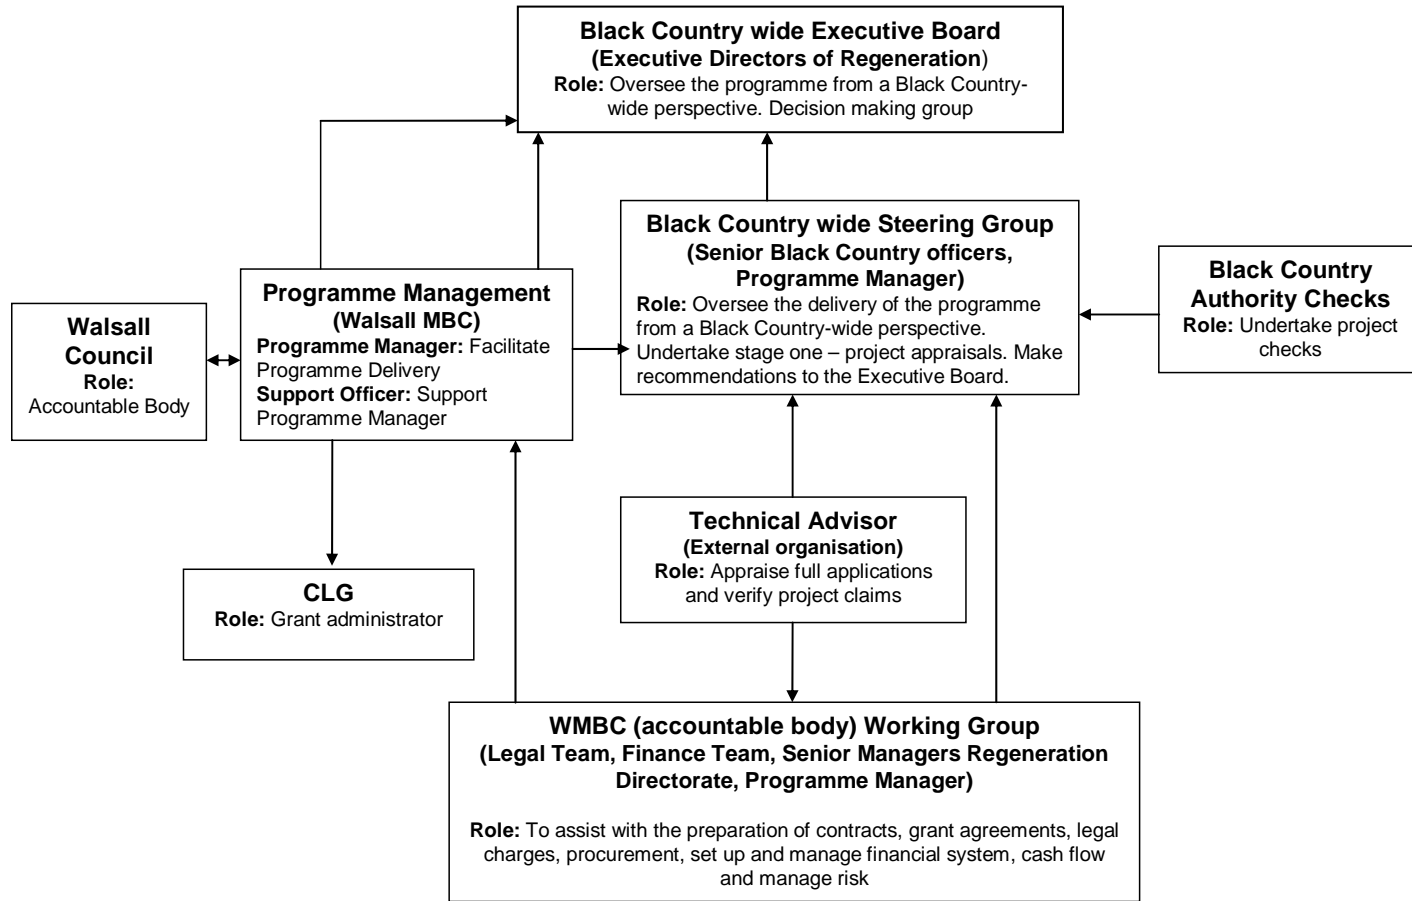 Black Country wide Executive Board
(Executive Directors of Regeneration)
Role: Oversee the programme from a Black Country-
wide perspective. Decision making group
Black Country wide Steering Group
(Senior Black Country officers,
Programme Manager)
Role: Oversee the delivery of the programme
from a Black Country-wide perspective.
Undertake stage one – project appraisals. Make
recommendations to the Executive Board.
Black Country
Authority Checks
Role: Undertake project
checks
Programme Management
(Walsall MBC)
Programme Manager: Facilitate
Programme Delivery
Support Officer: Support
Programme Manager
Walsall
Council
Role:
Accountable Body
Technical Advisor
(External organisation)
Role: Appraise full applications
and verify project claims
CLG
Role: Grant administrator
WMBC (accountable body) Working Group
(Legal Team, Finance Team, Senior Managers Regeneration
Directorate, Programme Manager)
Role: To assist with the preparation of contracts, grant agreements, legal
charges, procurement, set up and manage financial system, cash flow
and manage risk